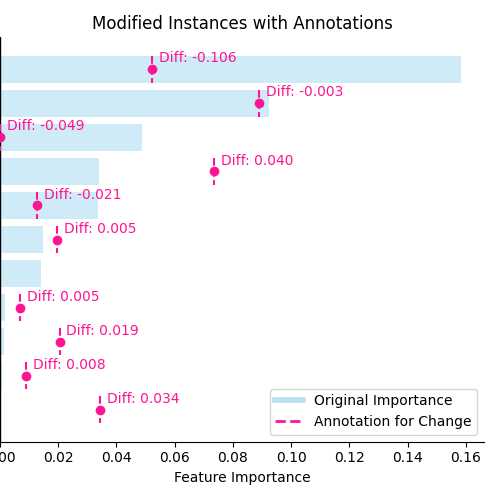 Modified Instances with Annotations
Diff: -0.106
Diff: -0.003
Diff: -0.049
Diff: 0.040
Diff: -0.021
Diff: 0.005
Diff: 0.005
Diff: 0.019
Diff: 0.008
Diff: 0.034
Original Importance
Annotation for Change
00 0.02 0.04 0.06 0.08 0.10 0.12 0.14 0.16
Feature Importance